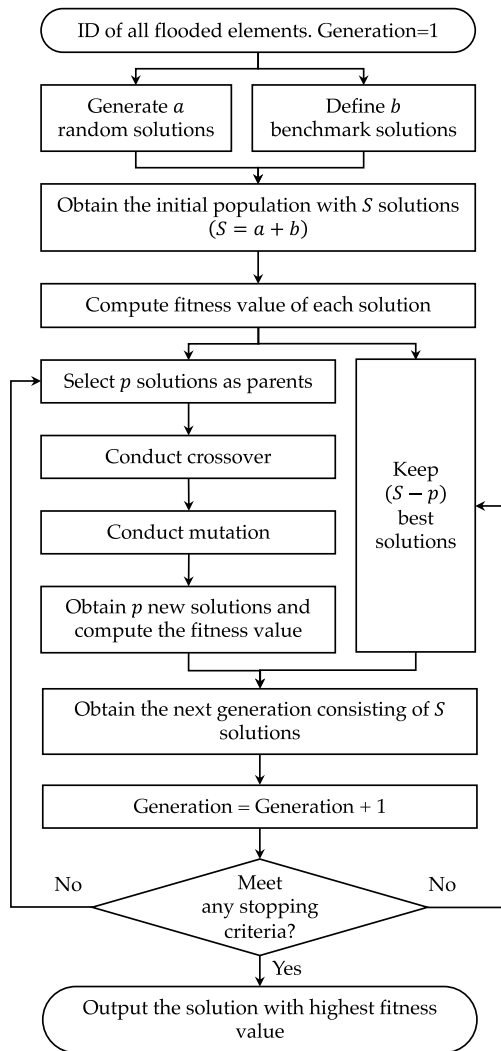 ID of all flooded elements. Generation=1
Generate a
random solutions
Define b
benchmark solutions
Obtain the initial population with S solutions
(S = a + b)
Compute fitness value of each solution
Select p solutions as parents
Conduct crossover
Conduct mutation
Obtain p new solutions and
compute the fitness value
Keep
(S − p)
best
solutions
Obtain the next generation consisting of S
solutions
Generation = Generation + 1
No
Meet
any stopping
criteria?
No
Yes
Output the solution with highest fitness
value